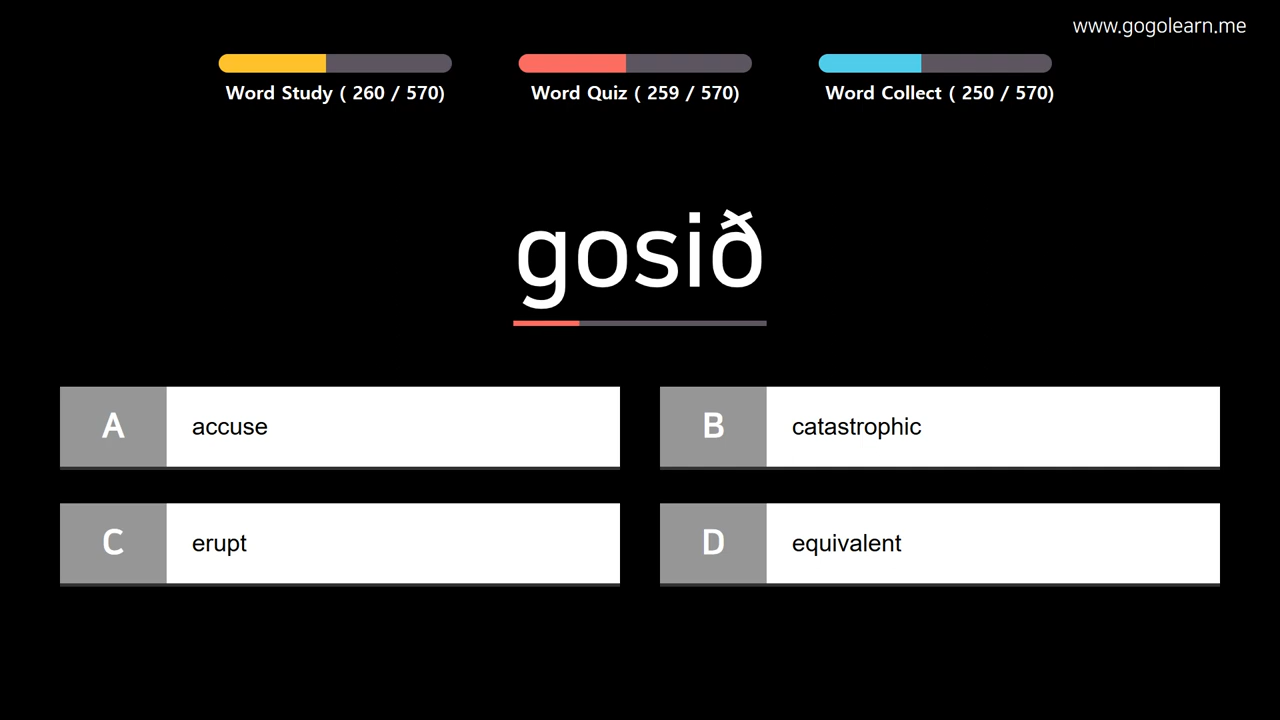 www.gogolearn.me
Word Study ( 260 / 570)
Word Quiz ( 259 / 570)
Word Collect ( 250 / 570)
gosið
A accuse
B catastrophic
C erupt
D equivalent